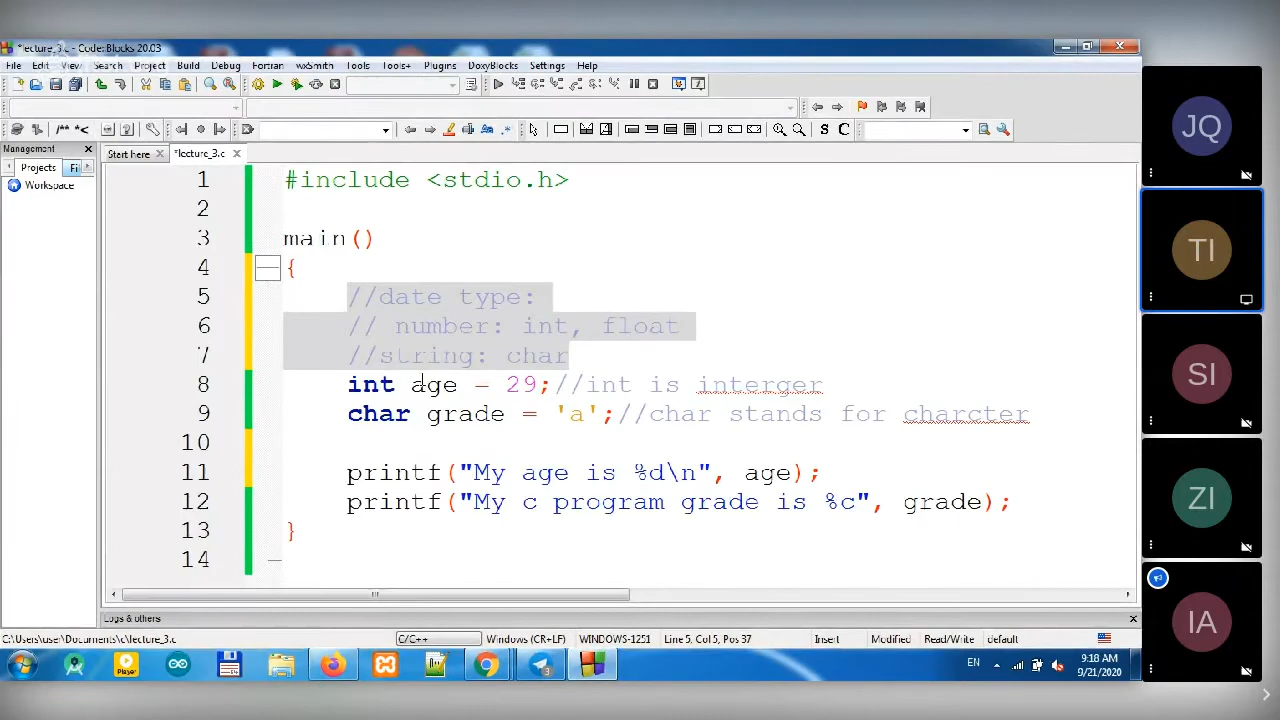 *lecture_3.c - Code::Blocks 20.03
File Edit View Search Project Build Debug Fortran wxSmith Tools Tools+ Plugins DoxyBlocks Settings Help
/** *<
S C
Management
Projects Fi
Workspace
Start here *lecture_3.c
1 #include <stdio.h>
2
3 main()
4 {
5 //date type:
6 // number: int, float
7 //string: char
8 int age = 29;//int is interger
9 char grade = 'a';//char stands for charcter
10
11 printf("My age is %d\n", age);
12 printf("My c program grade is %c", grade);
13 }
14
Logs & others
C:\Users\user\Documents\c\lecture_3.c C/C++ Windows (CR+LF) WINDOWS-1251 Line 5, Col 5, Pos 37 Insert Modified Read/Write default
Player
3
EN
9:18 AM
9/21/2020
JQ
TI
SI
ZI
IA